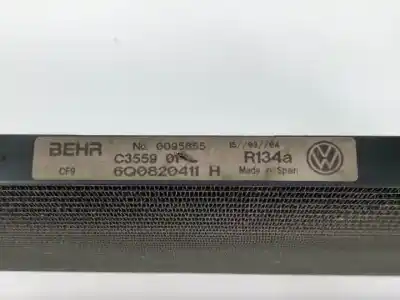 BEHR No. 6095855 15//09//04
C3559 01 R134a
CF9 6Q0820411 H Made in Spain